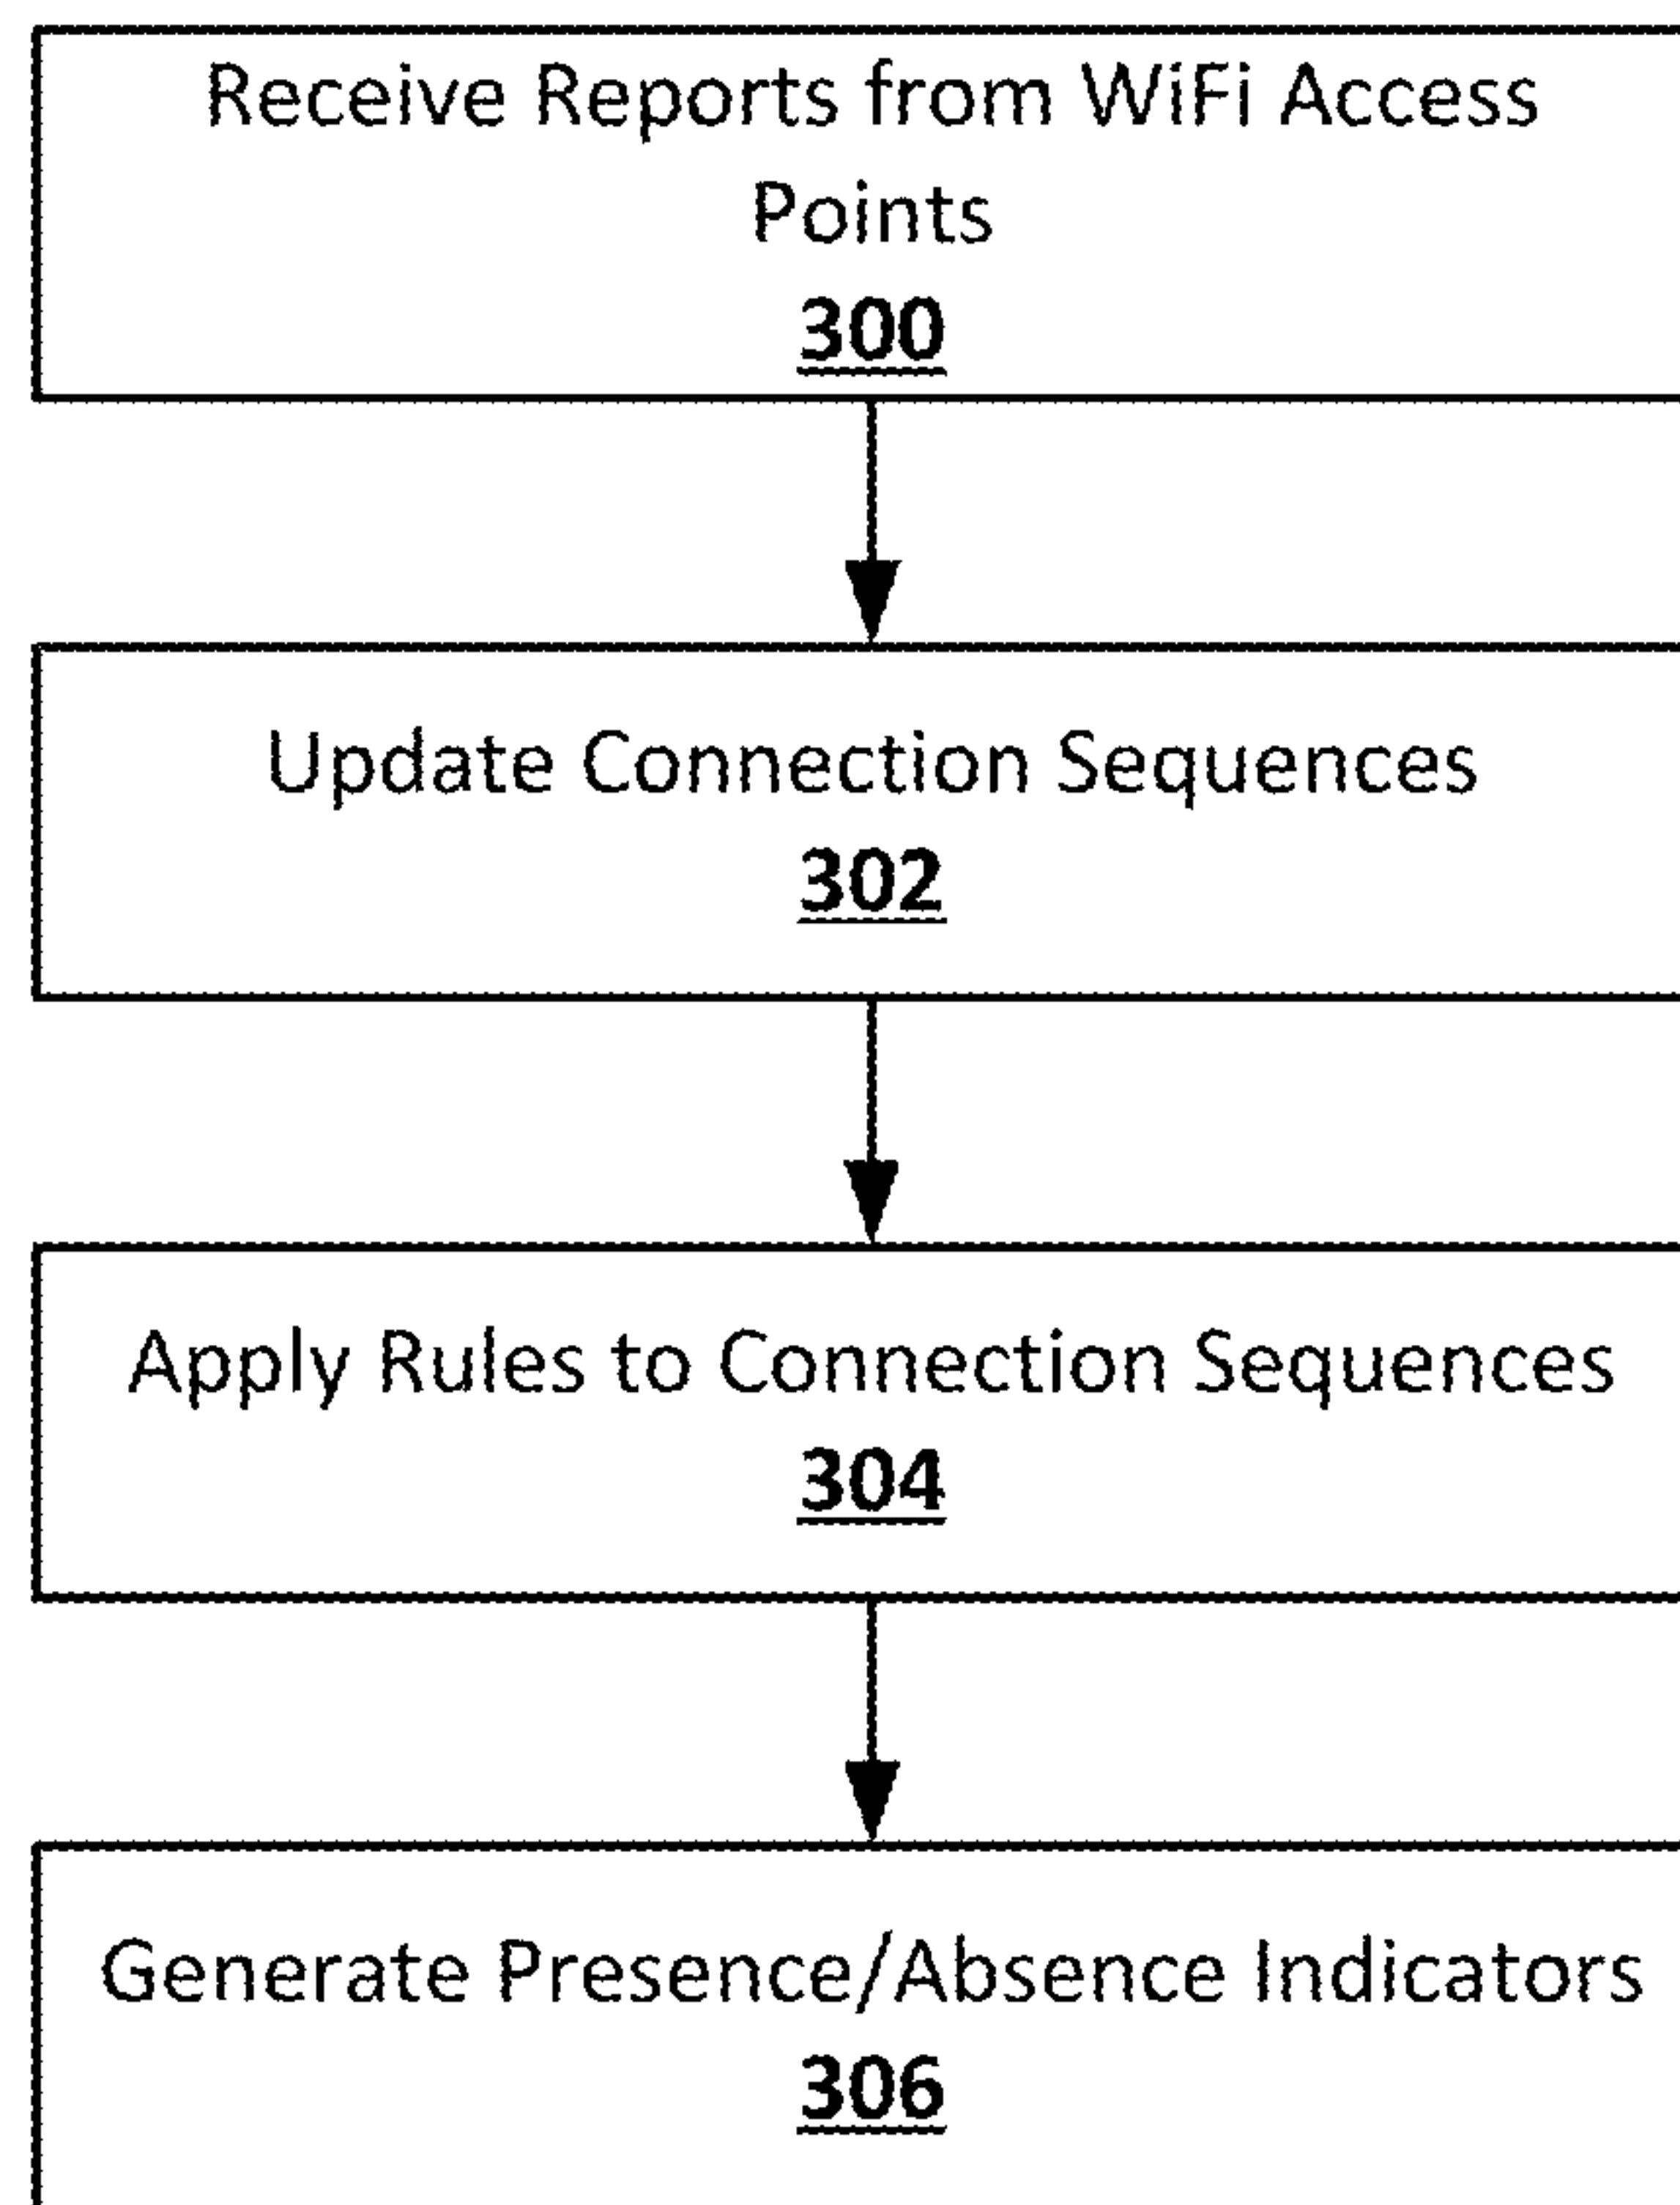 Receive Reports from WiFi Access
Points
300
Update Connection Sequences
302
Apply Rules to Connection Sequences
304
Generate Presence/Absence Indicators
306